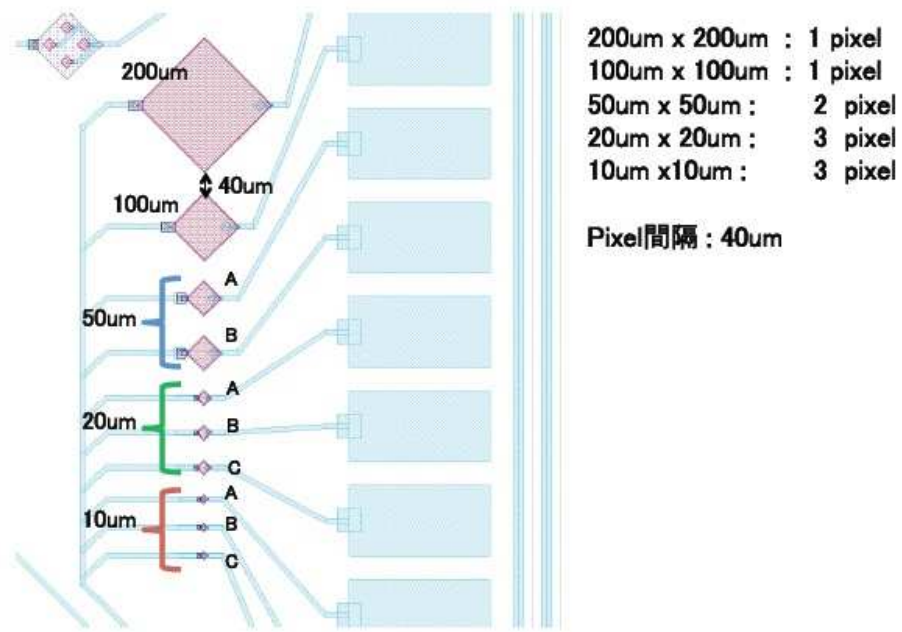 200um
40um
100um
A
50um
B
A
20um
B
C
A
10um
B
C
200um x 200um : 1 pixel
100um x 100um : 1 pixel
50um x 50um : 2 pixel
20um x 20um : 3 pixel
10um x10um : 3 pixel
Pixel間隔 : 40um